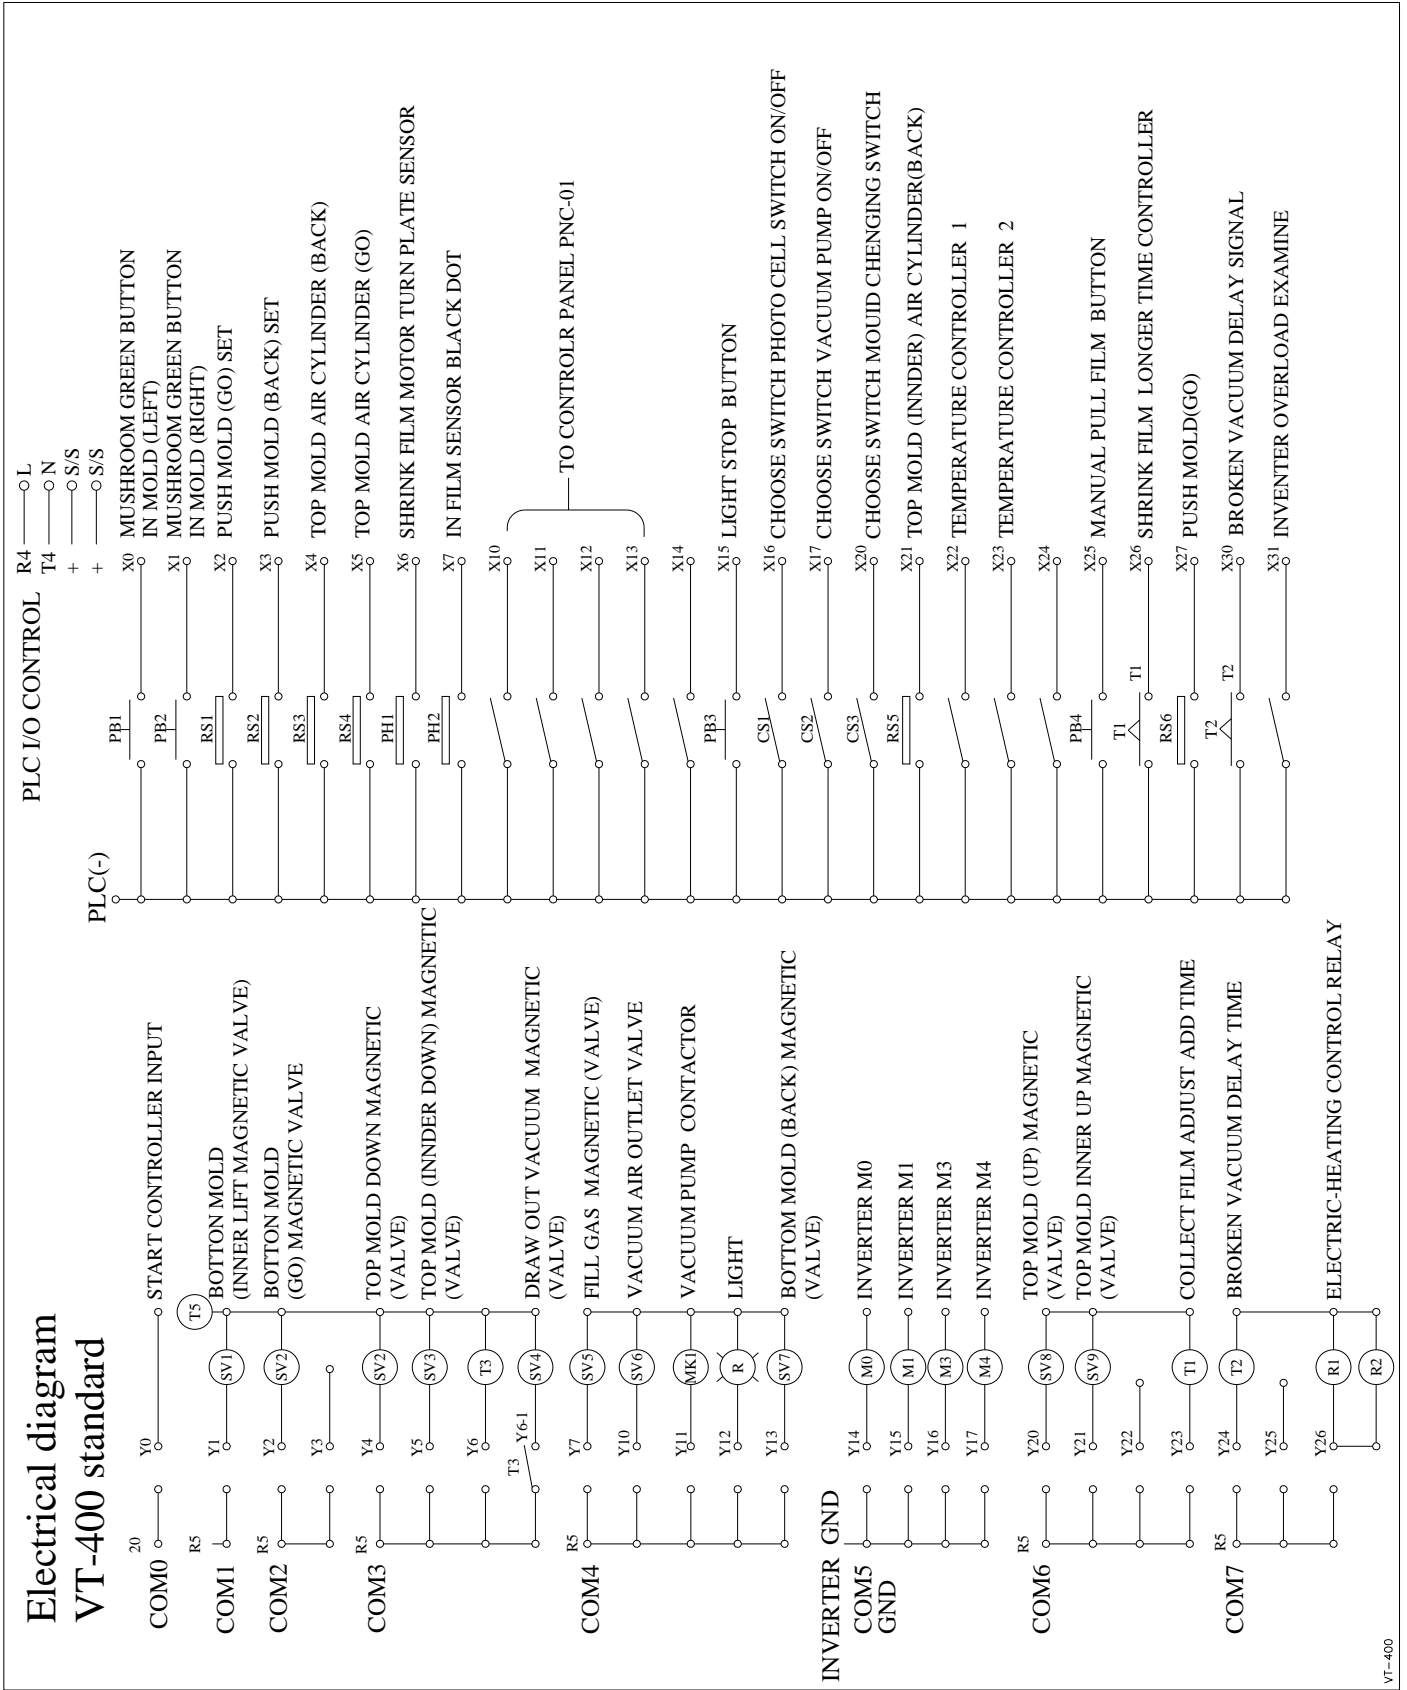 Electrical diagram
VT-400 standard
PLC I/O CONTROL
R4 L
T4 N
+ S/S
+ S/S
PLC(-)
COM0 20 Y0 START CONTROLLER INPUT
T5
COM1 R5 Y1 SV1 BOTTON MOLD
(INNER LIFT MAGNETIC VALVE)
COM2 R5 Y2 SV2 BOTTON MOLD
(GO) MAGNETIC VALVE
Y3
COM3 R5 Y4 SV2 TOP MOLD DOWN MAGNETIC
(VALVE)
Y5 SV3 TOP MOLD (INNDER DOWN) MAGNETIC
(VALVE)
Y6 T3
T3 Y6-1 SV4 DRAW OUT VACUUM MAGNETIC
(VALVE)
COM4 R5 Y7 SV5 FILL GAS MAGNETIC (VALVE)
Y10 SV6 VACUUM AIR OUTLET VALVE
Y11 MK1 VACUUM PUMP CONTACTOR
Y12 R LIGHT
Y13 SV7 BOTTOM MOLD (BACK) MAGNETIC
(VALVE)
INVERTER GND
COM5 Y14 M0 INVERTER M0
GND
Y15 M1 INVERTER M1
Y16 M3 INVERTER M3
Y17 M4 INVERTER M4
COM6 R5 Y20 SV8 TOP MOLD (UP) MAGNETIC
(VALVE)
Y21 SV9 TOP MOLD INNER UP MAGNETIC
(VALVE)
Y22
Y23 T1 COLLECT FILM ADJUST ADD TIME
COM7 R5 Y24 T2 BROKEN VACUUM DELAY TIME
Y25
Y26 R1 ELECTRIC-HEATING CONTROL RELAY
R2
PB1 X0 MUSHROOM GREEN BUTTON
IN MOLD (LEFT)
PB2 X1 MUSHROOM GREEN BUTTON
IN MOLD (RIGHT)
RS1 X2 PUSH MOLD (GO) SET
RS2 X3 PUSH MOLD (BACK) SET
RS3 X4 TOP MOLD AIR CYLINDER (BACK)
RS4 X5 TOP MOLD AIR CYLINDER (GO)
PH1 X6 SHRINK FILM MOTOR TURN PLATE SENSOR
PH2 X7 IN FILM SENSOR BLACK DOT
X10
X11
TO CONTROLR PANEL PNC-01
X12
X13
X14
PB3 X15 LIGHT STOP BUTTON
CS1 X16 CHOOSE SWITCH PHOTO CELL SWITCH ON/OFF
CS2 X17 CHOOSE SWITCH VACUUM PUMP ON/OFF
CS3 X20 CHOOSE SWITCH MOUID CHENGING SWITCH
RS5 X21 TOP MOLD (INNDER) AIR CYLINDER(BACK)
X22 TEMPERATURE CONTROLLER 1
X23 TEMPERATURE CONTROLLER 2
X24
PB4 X25 MANUAL PULL FILM BUTTON
T1 T1 X26 SHRINK FILM LONGER TIME CONTROLLER
RS6 X27 PUSH MOLD(GO)
T2 T2 X30 BROKEN VACUUM DELAY SIGNAL
X31 INVENTER OVERLOAD EXAMINE
VT-400